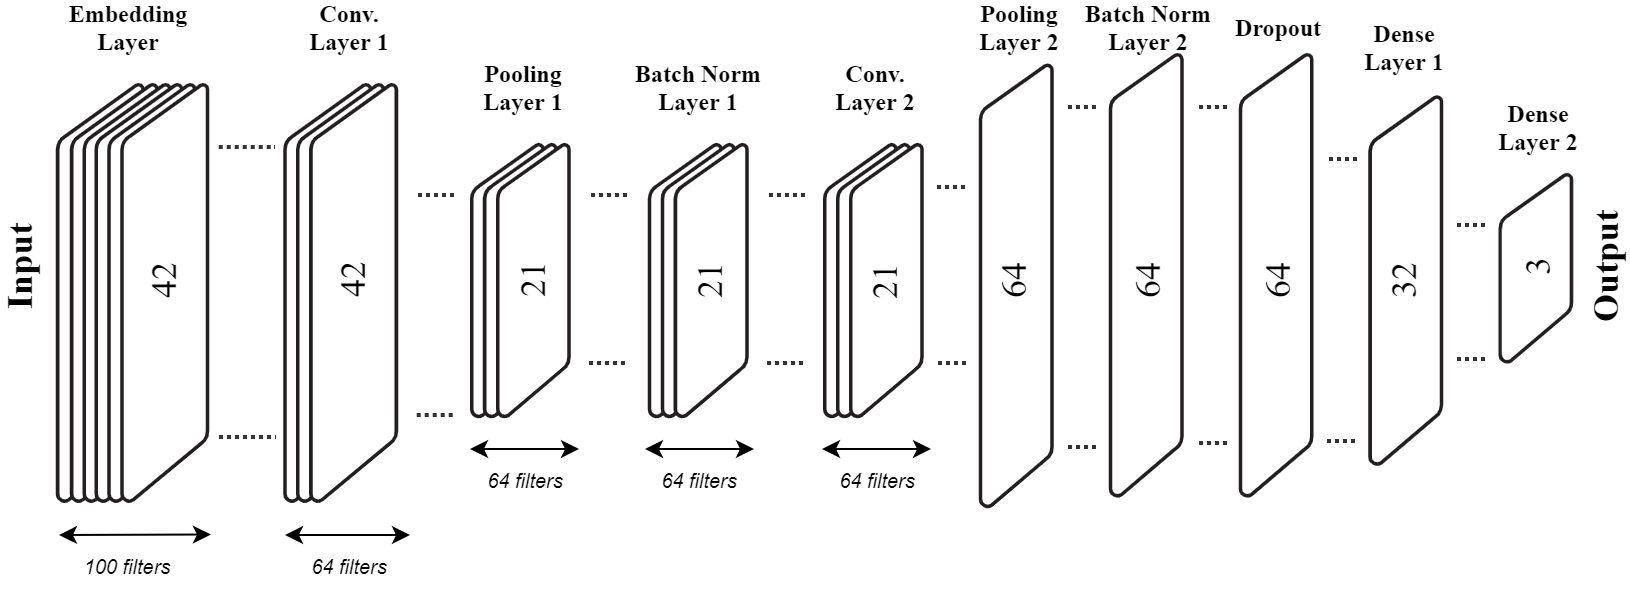 Input
Embedding
Layer
42
100 filters
Conv.
Layer 1
42
64 filters
Pooling
Layer 1
21
64 filters
Batch Norm
Layer 1
21
64 filters
Conv.
Layer 2
21
64 filters
Pooling
Layer 2
64
Batch Norm
Layer 2
64
Dropout
64
Dense
Layer 1
32
Dense
Layer 2
3
Output